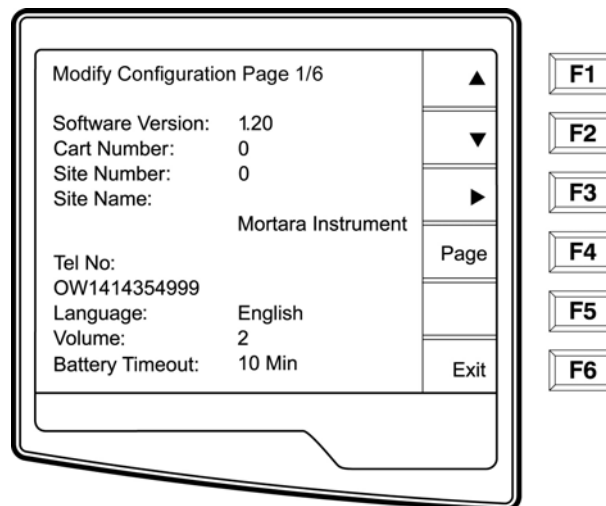 Modify Configuration Page 1/6
Software Version: 1.20
Cart Number: 0
Site Number: 0
Site Name:
Mortara Instrument
Tel No:
OW1414354999
Language: English
Volume: 2
Battery Timeout: 10 Min
▲
▼
▶
Page
Exit
F1
F2
F3
F4
F5
F6